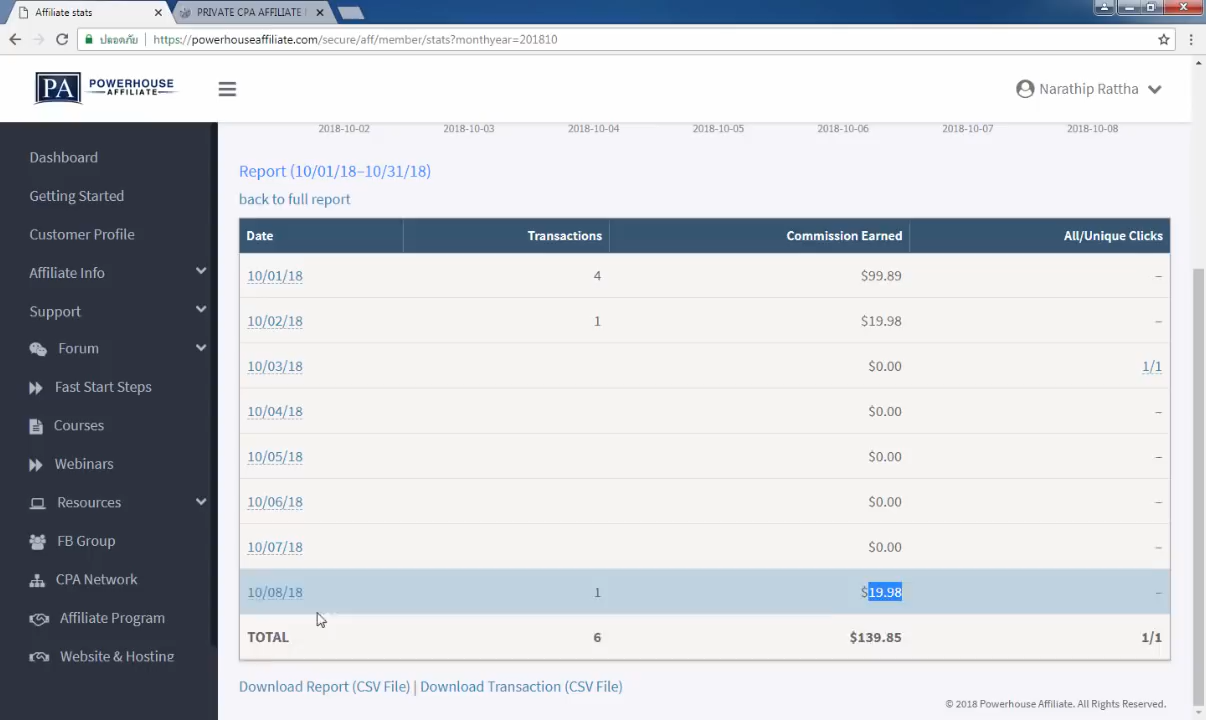 Affiliate stats
PRIVATE CPA AFFILIATE
ปลอดภัย https://powerhouseaffiliate.com/secure/aff/member/stats?monthyear=201810
PA POWERHOUSE AFFILIATE
Narathip Rattha
Dashboard
Getting Started
Customer Profile
Affiliate Info
Support
Forum
Fast Start Steps
Courses
Webinars
Resources
FB Group
CPA Network
Affiliate Program
Website & Hosting
2018-10-02 2018-10-03 2018-10-04 2018-10-05 2018-10-06 2018-10-07 2018-10-08
Report (10/01/18–10/31/18)
back to full report
Date Transactions Commission Earned All/Unique Clicks
10/01/18 4 $99.89 –
10/02/18 1 $19.98 –
10/03/18 $0.00 1/1
10/04/18 $0.00 –
10/05/18 $0.00 –
10/06/18 $0.00 –
10/07/18 $0.00 –
10/08/18 1 $19.98 –
TOTAL 6 $139.85 1/1
Download Report (CSV File) | Download Transaction (CSV File)
© 2018 Powerhouse Affiliate. All Rights Reserved.